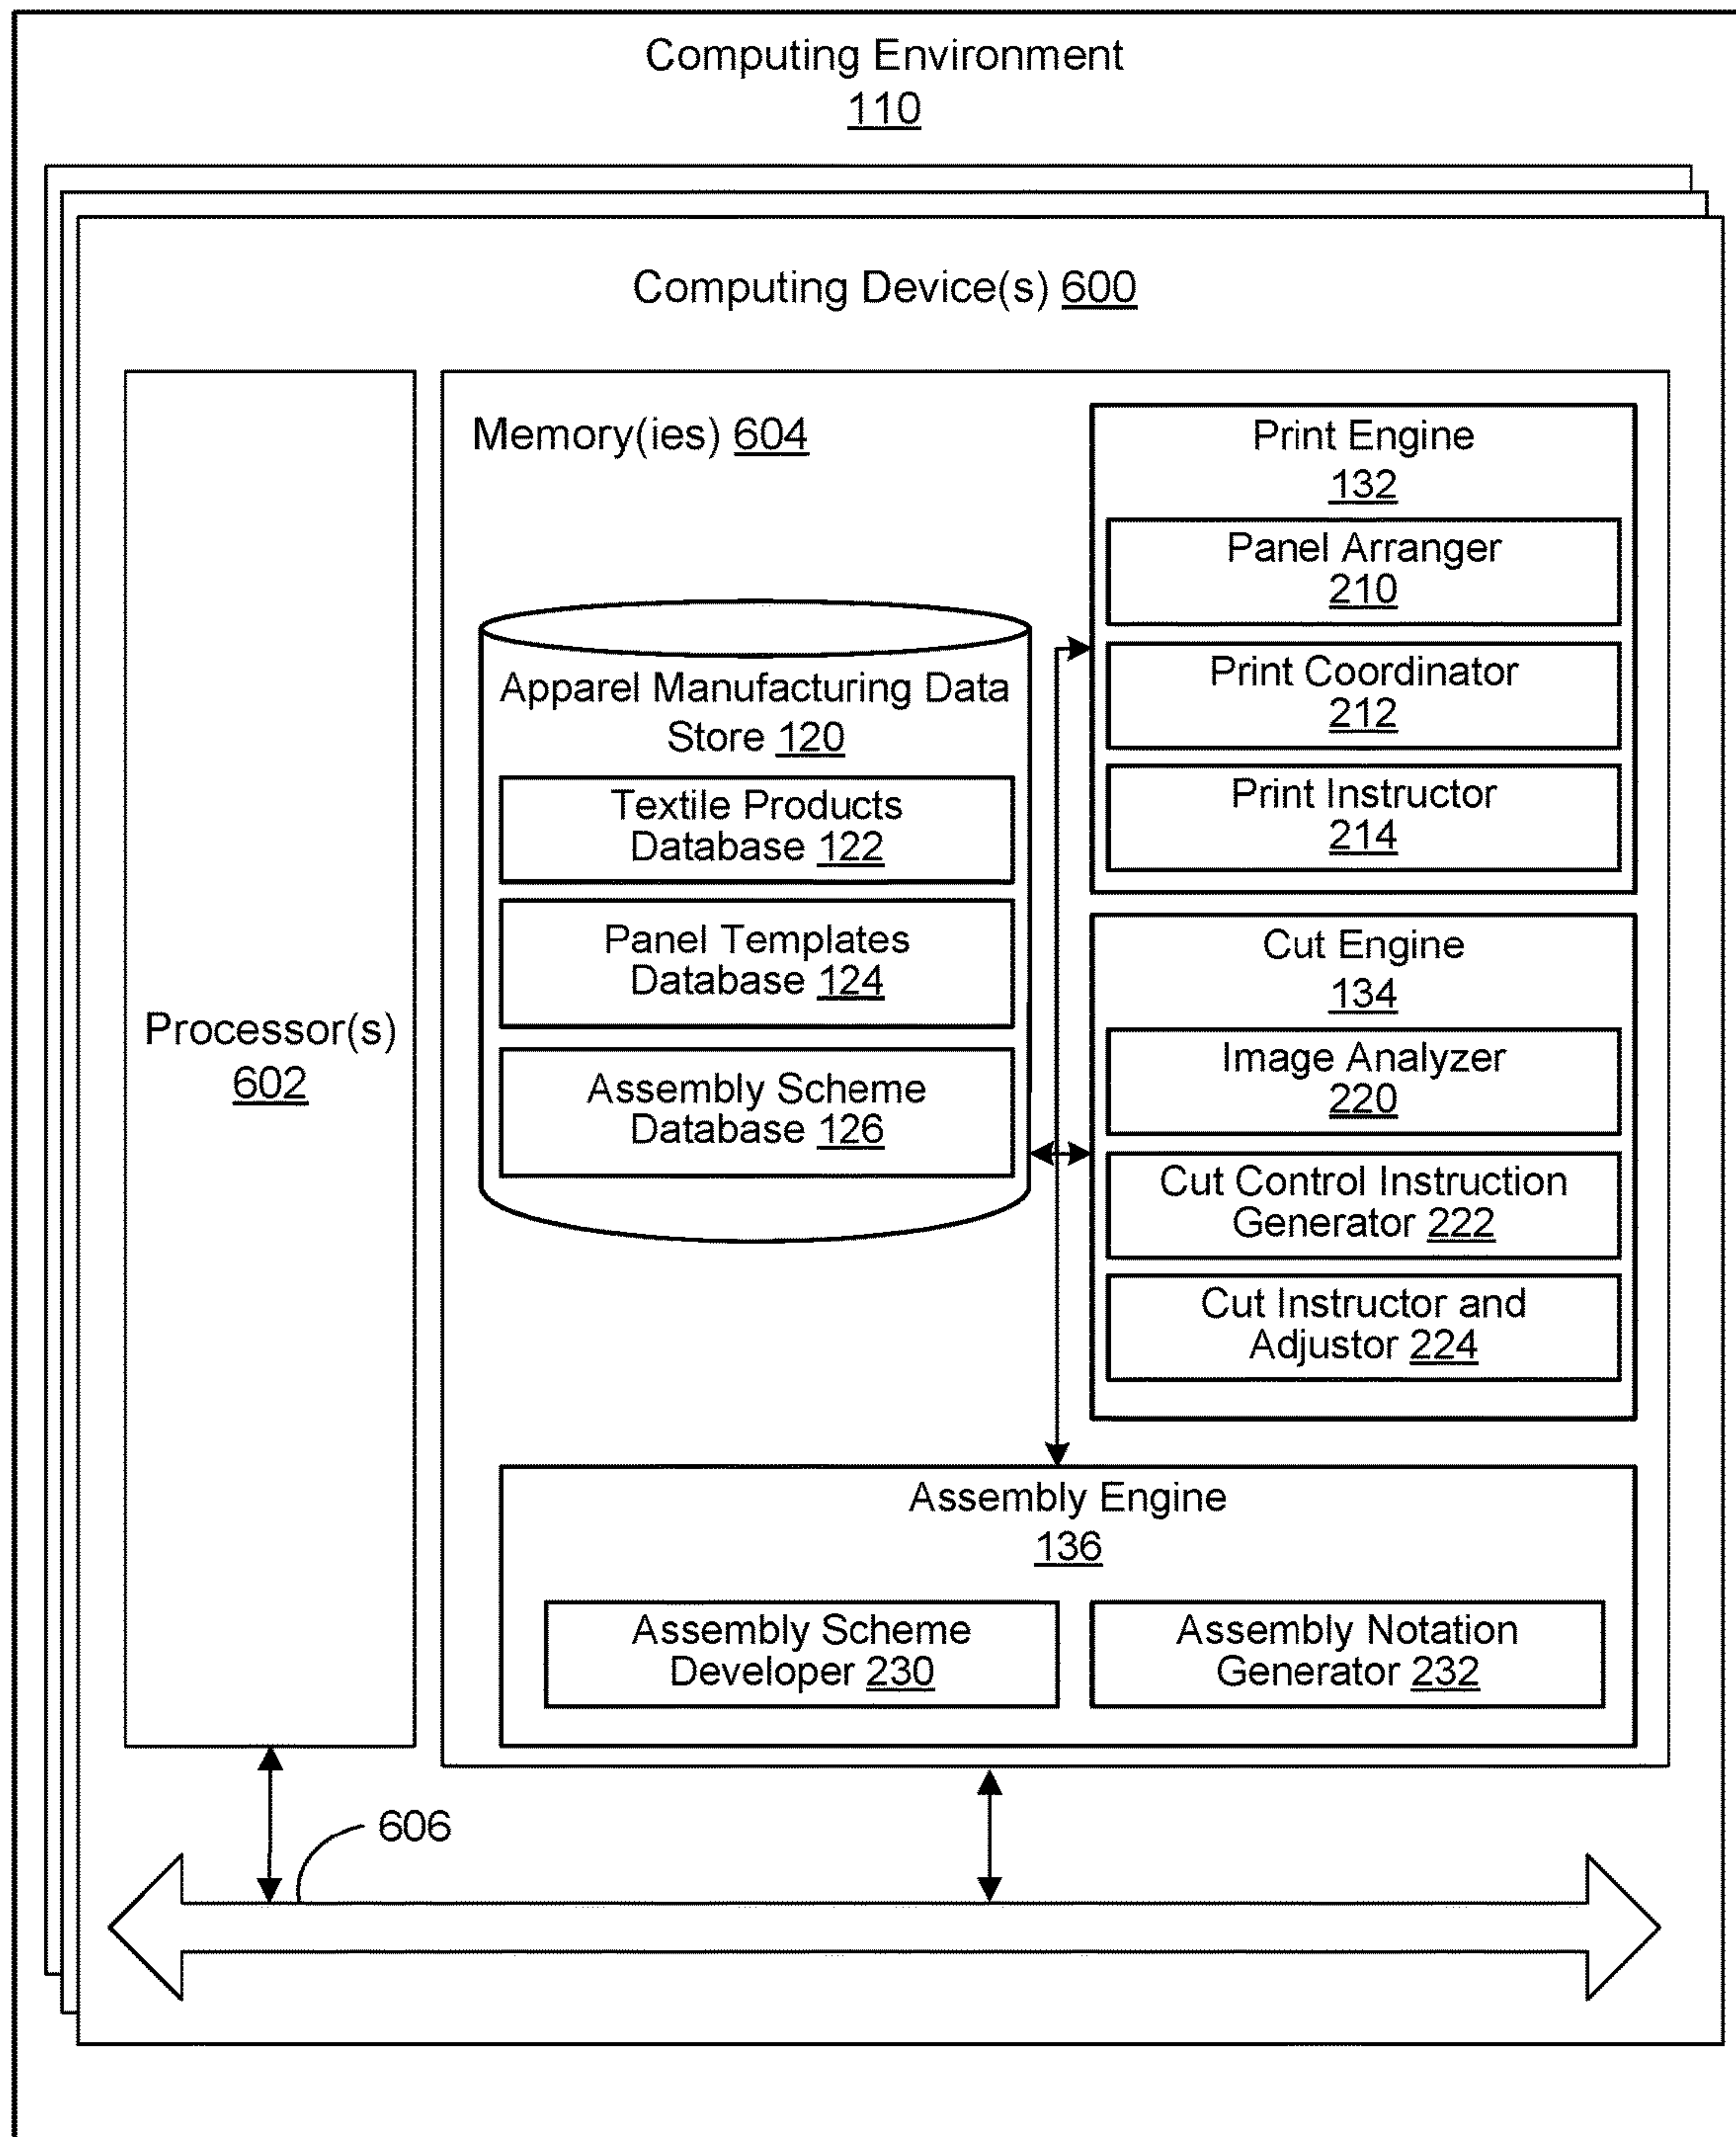 Computing Environment
110
Computing Device(s) 600
Processor(s)
602
Memory(ies) 604
Apparel Manufacturing Data
Store 120
Textile Products
Database 122
Panel Templates
Database 124
Assembly Scheme
Database 126
Print Engine
132
Panel Arranger
210
Print Coordinator
212
Print Instructor
214
Cut Engine
134
Image Analyzer
220
Cut Control Instruction
Generator 222
Cut Instructor and
Adjustor 224
Assembly Engine
136
Assembly Scheme
Developer 230
Assembly Notation
Generator 232
606